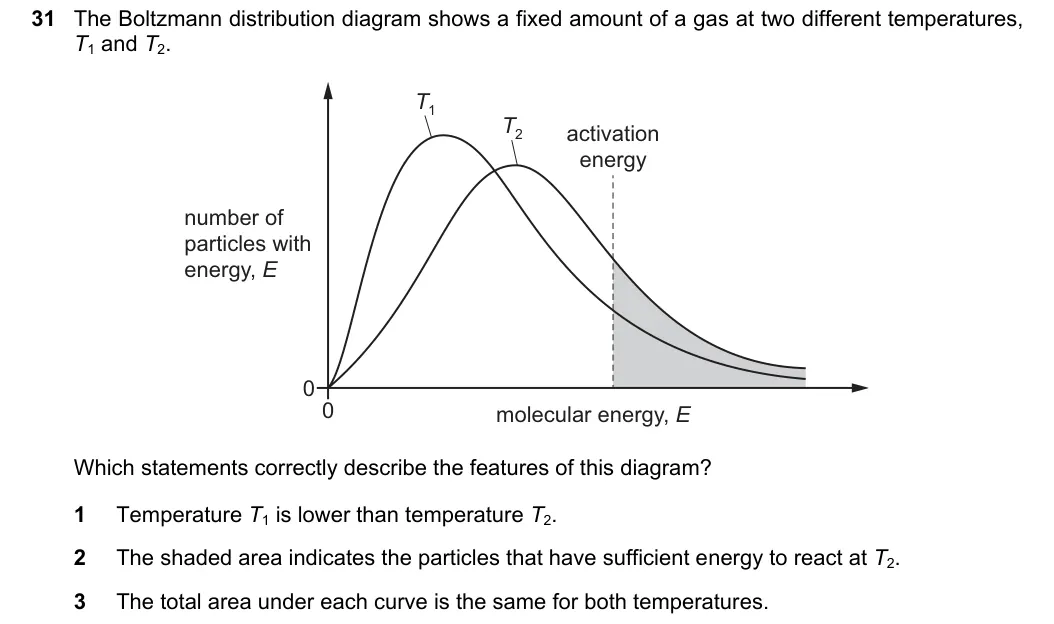 31 The Boltzmann distribution diagram shows a fixed amount of a gas at two different temperatures,
T₁ and T₂.
T₁
T₂
activation
energy
number of
particles with
energy, E
0
0
molecular energy, E
Which statements correctly describe the features of this diagram?
1 Temperature T₁ is lower than temperature T₂.
2 The shaded area indicates the particles that have sufficient energy to react at T₂.
3 The total area under each curve is the same for both temperatures.